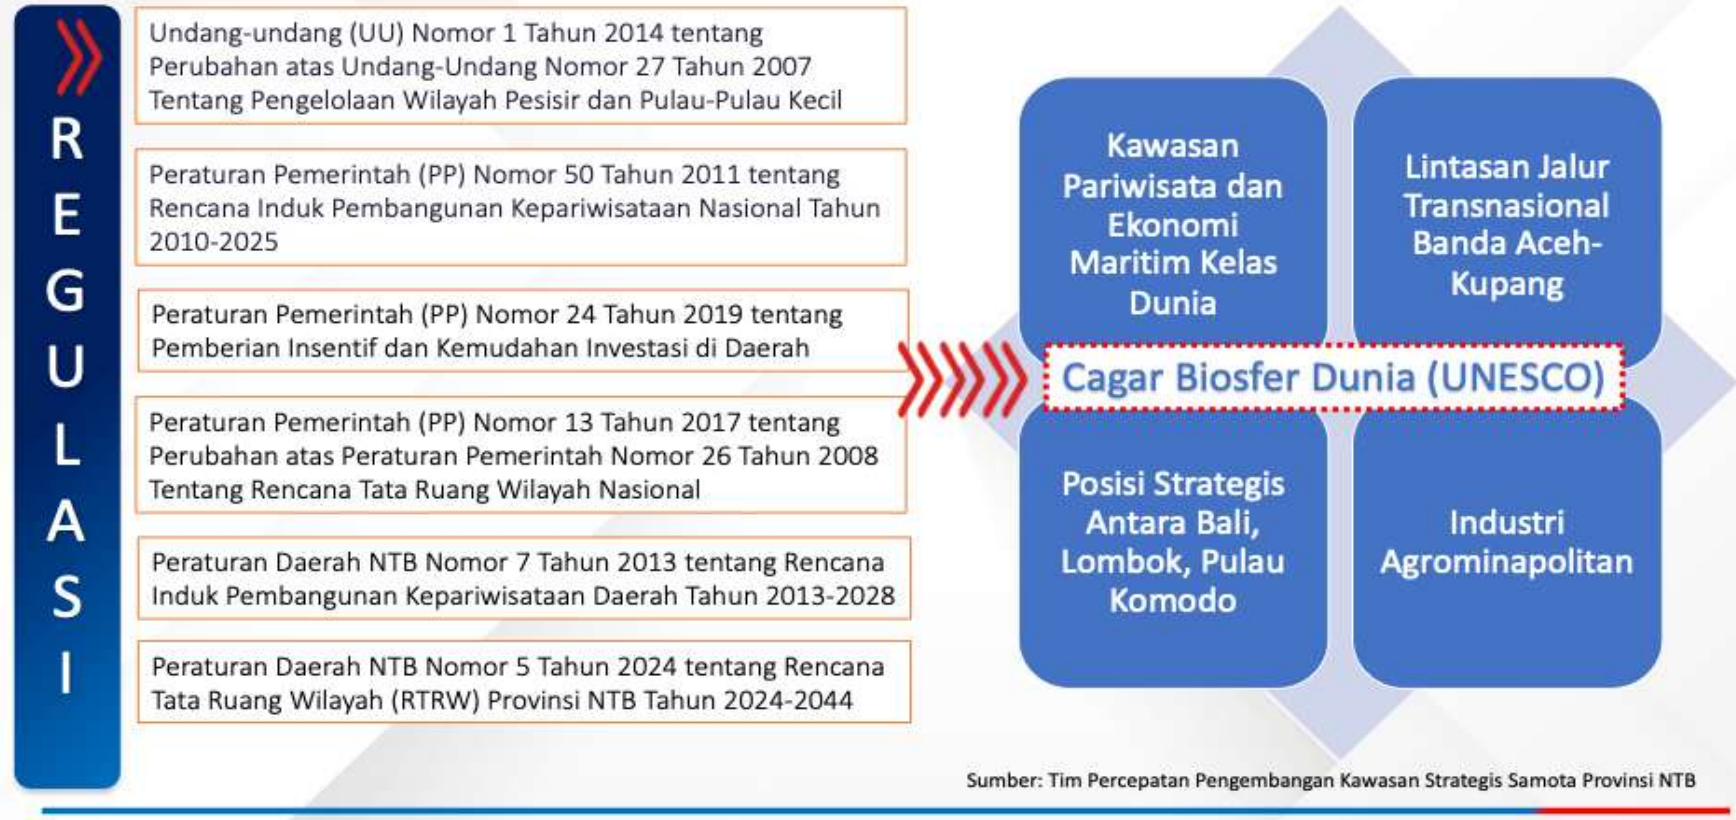 REGULASI
Undang-undang (UU) Nomor 1 Tahun 2014 tentang
Perubahan atas Undang-Undang Nomor 27 Tahun 2007
Tentang Pengelolaan Wilayah Pesisir dan Pulau-Pulau Kecil
Peraturan Pemerintah (PP) Nomor 50 Tahun 2011 tentang
Rencana Induk Pembangunan Kepariwisataan Nasional Tahun
2010-2025
Peraturan Pemerintah (PP) Nomor 24 Tahun 2019 tentang
Pemberian Insentif dan Kemudahan Investasi di Daerah
Peraturan Pemerintah (PP) Nomor 13 Tahun 2017 tentang
Perubahan atas Peraturan Pemerintah Nomor 26 Tahun 2008
Tentang Rencana Tata Ruang Wilayah Nasional
Peraturan Daerah NTB Nomor 7 Tahun 2013 tentang Rencana
Induk Pembangunan Kepariwisataan Daerah Tahun 2013-2028
Peraturan Daerah NTB Nomor 5 Tahun 2024 tentang Rencana
Tata Ruang Wilayah (RTRW) Provinsi NTB Tahun 2024-2044
Kawasan
Pariwisata dan
Ekonomi
Maritim Kelas
Dunia
Lintasan Jalur
Transnasional
Banda Aceh-
Kupang
Cagar Biosfer Dunia (UNESCO)
Posisi Strategis
Antara Bali,
Lombok, Pulau
Komodo
Industri
Agrominapolitan
Sumber: Tim Percepatan Pengembangan Kawasan Strategis Samota Provinsi NTB